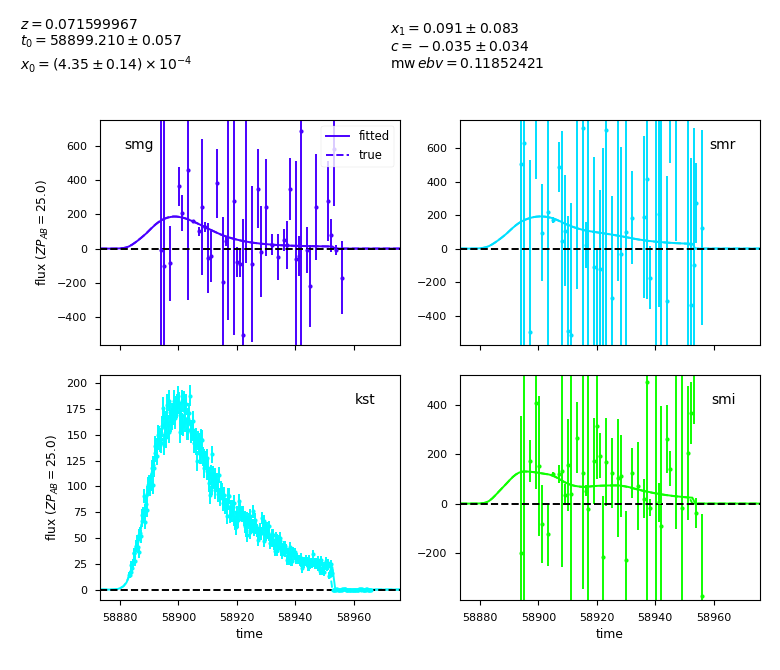 z = 0.071599967
t₀ = 58899.210 ± 0.057
x₀ = (4.35 ± 0.14) × 10⁻⁴
x₁ = 0.091 ± 0.083
c = −0.035 ± 0.034
mw ebv = 0.11852421
smg
fitted
true
600
400
200
0
−200
−400
flux (ZP_AB = 25.0)
smr
600
400
200
0
−200
−400
kst
200
175
150
125
100
75
50
25
0
flux (ZP_AB = 25.0)
58880 58900 58920 58940 58960
time
smi
400
200
0
−200
58880 58900 58920 58940 58960
time